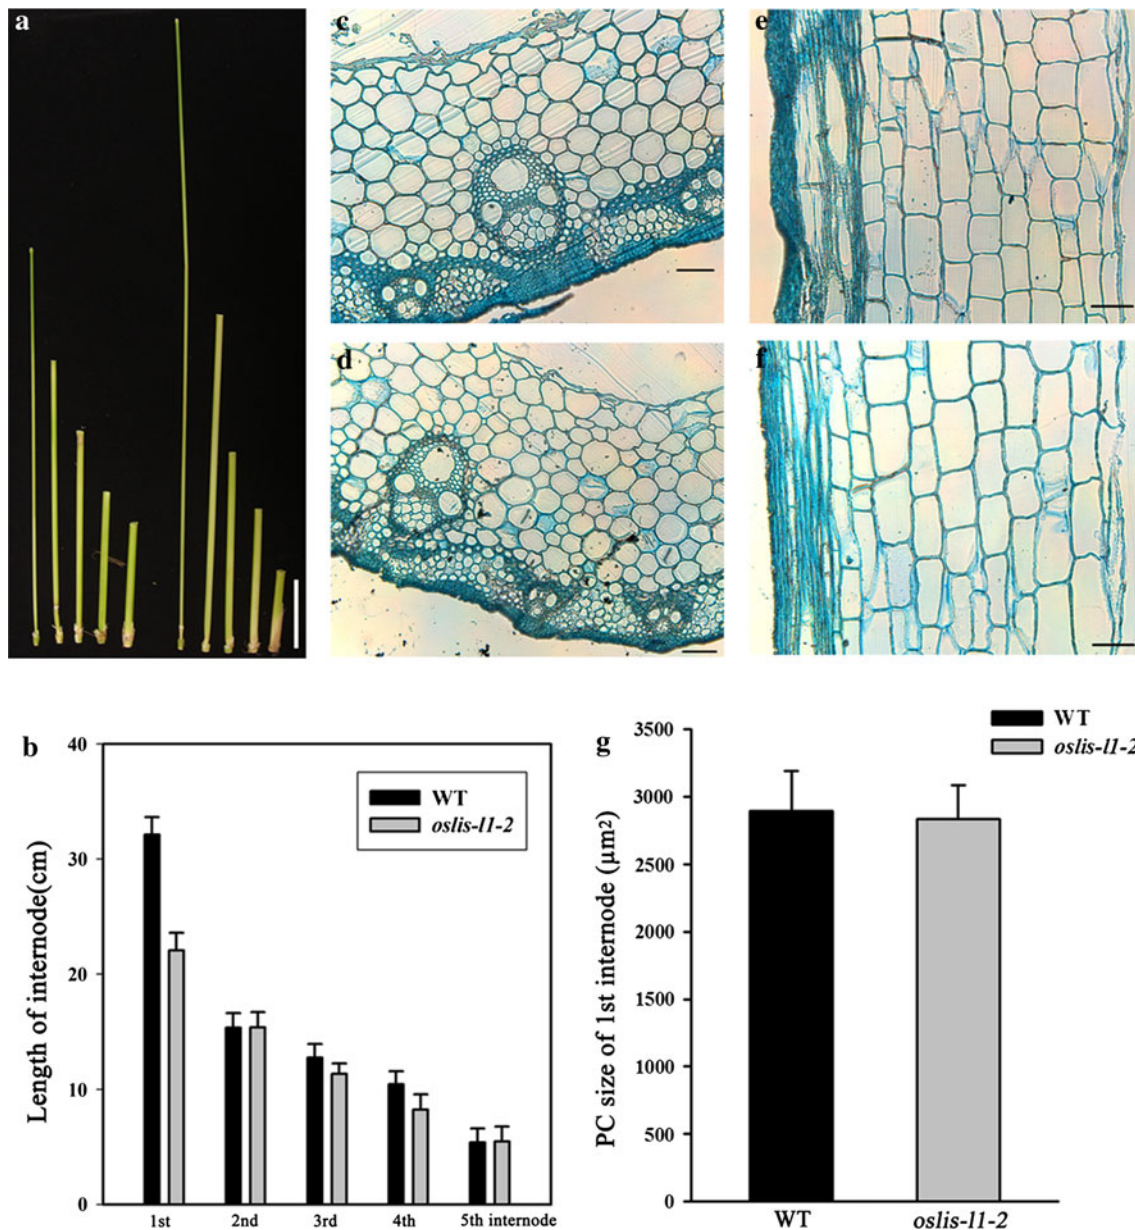 a
c
e
d
f
b
40
30
20
10
0
Length of internode(cm)
WT
oslis-l1-2
1st
2nd
3rd
4th
5th internode
g
3500
3000
2500
2000
1500
1000
500
0
PC size of 1st internode (μm²)
WT
oslis-l1-2
WT
oslis-l1-2